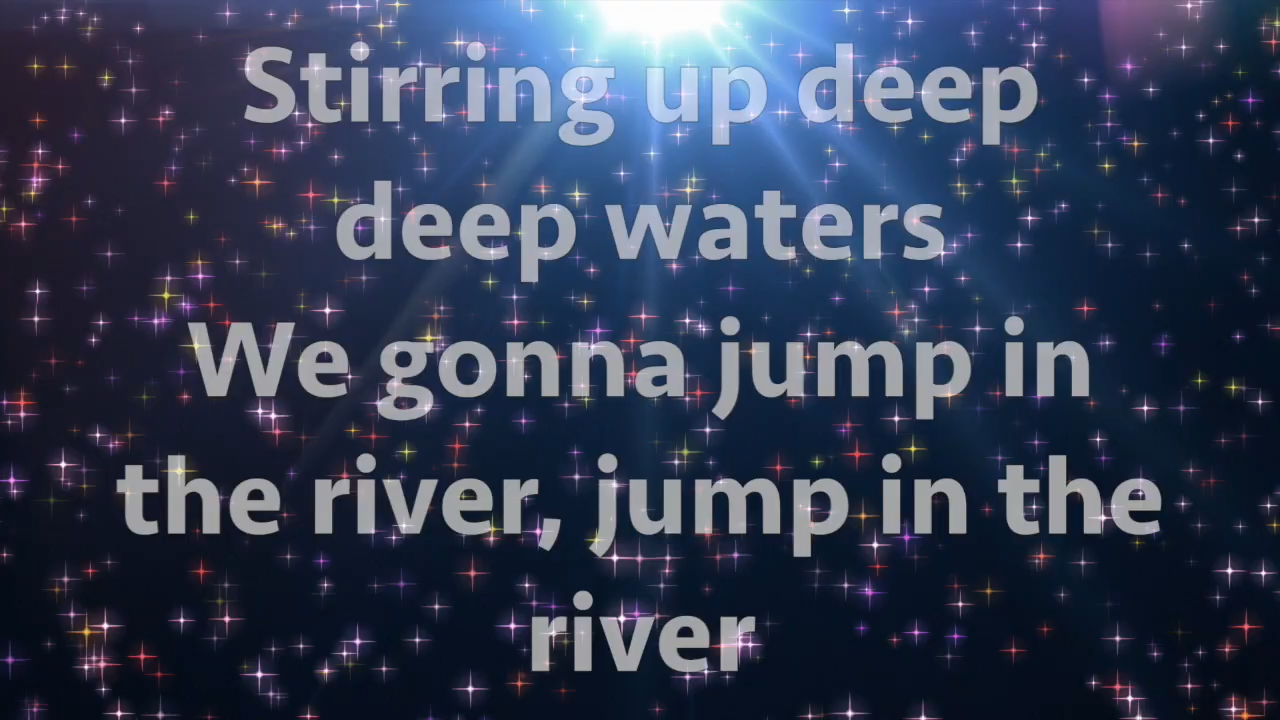 Stirring up deep
deep waters
We gonna jump in
the river, jump in the
river